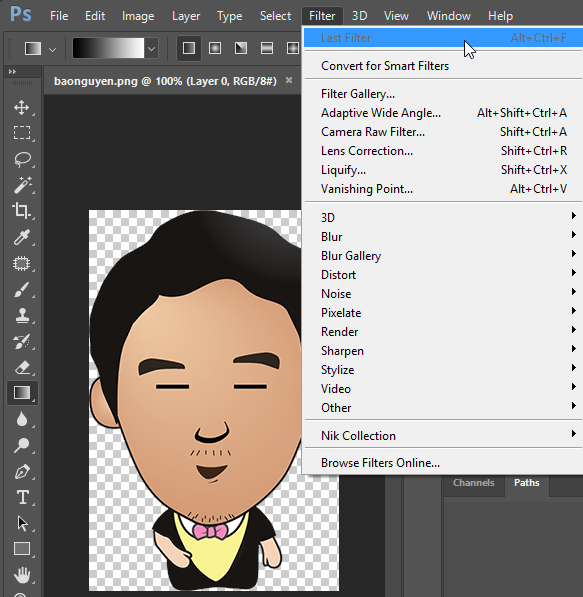 Ps File Edit Image Layer Type Select Filter 3D View Window Help
Last Filter Alt+Ctrl+F
Convert for Smart Filters
baonguyen.png @ 100% (Layer 0, RGB/8#) ×
Filter Gallery...
Adaptive Wide Angle... Alt+Shift+Ctrl+A
Camera Raw Filter... Shift+Ctrl+A
Lens Correction... Shift+Ctrl+R
Liquify... Shift+Ctrl+X
Vanishing Point... Alt+Ctrl+V
3D
Blur
Blur Gallery
Distort
Noise
Pixelate
Render
Sharpen
Stylize
Video
Other
Nik Collection
Browse Filters Online...
Channels Paths